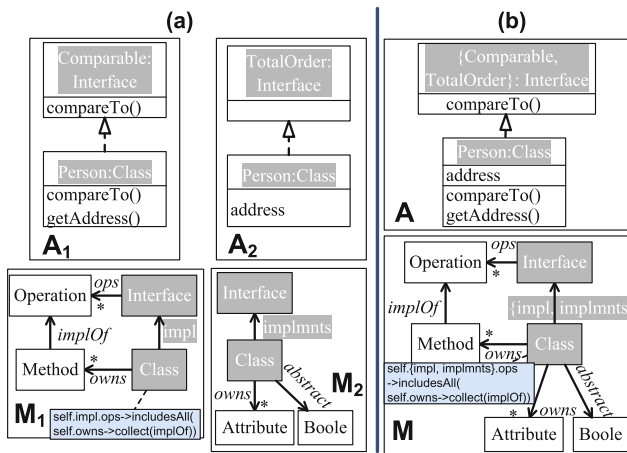 (a)
Comparable:
Interface
compareTo()
Person:Class
compareTo()
getAddress()
A1
TotalOrder:
Interface
Person:Class
address
A2
Operation
ops
*
Interface
implOf
impl
Method
*
owns
Class
M1
self.impl.ops->includesAll(
self.owns->collect(implOf))
Interface
implmnts
Class
owns
*
abstract
M2
Attribute
Boole
(b)
{Comparable,
TotalOrder}: Interface
compareTo()
Person:Class
address
compareTo()
getAddress()
A
Operation
ops
*
Interface
implOf
{impl, implmnts}
Method
*
owns
Class
self.{impl, implmnts}.ops
->includesAll(
self.owns->collect(implOf))
*
owns
abstract
M
Attribute
Boole